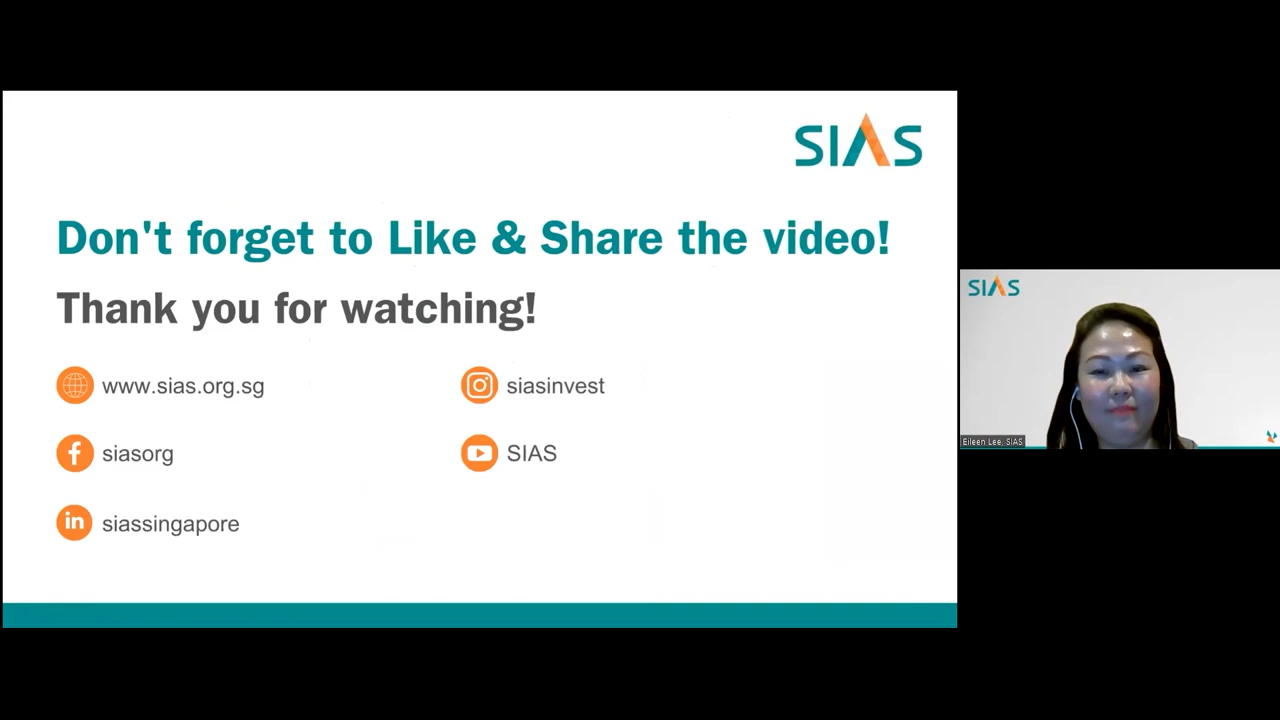 SIAS
Don't forget to Like & Share the video!
Thank you for watching!
www.sias.org.sg
siasinvest
siasorg
SIAS
siassingapore
SIAS
Eileen Lee, SIAS